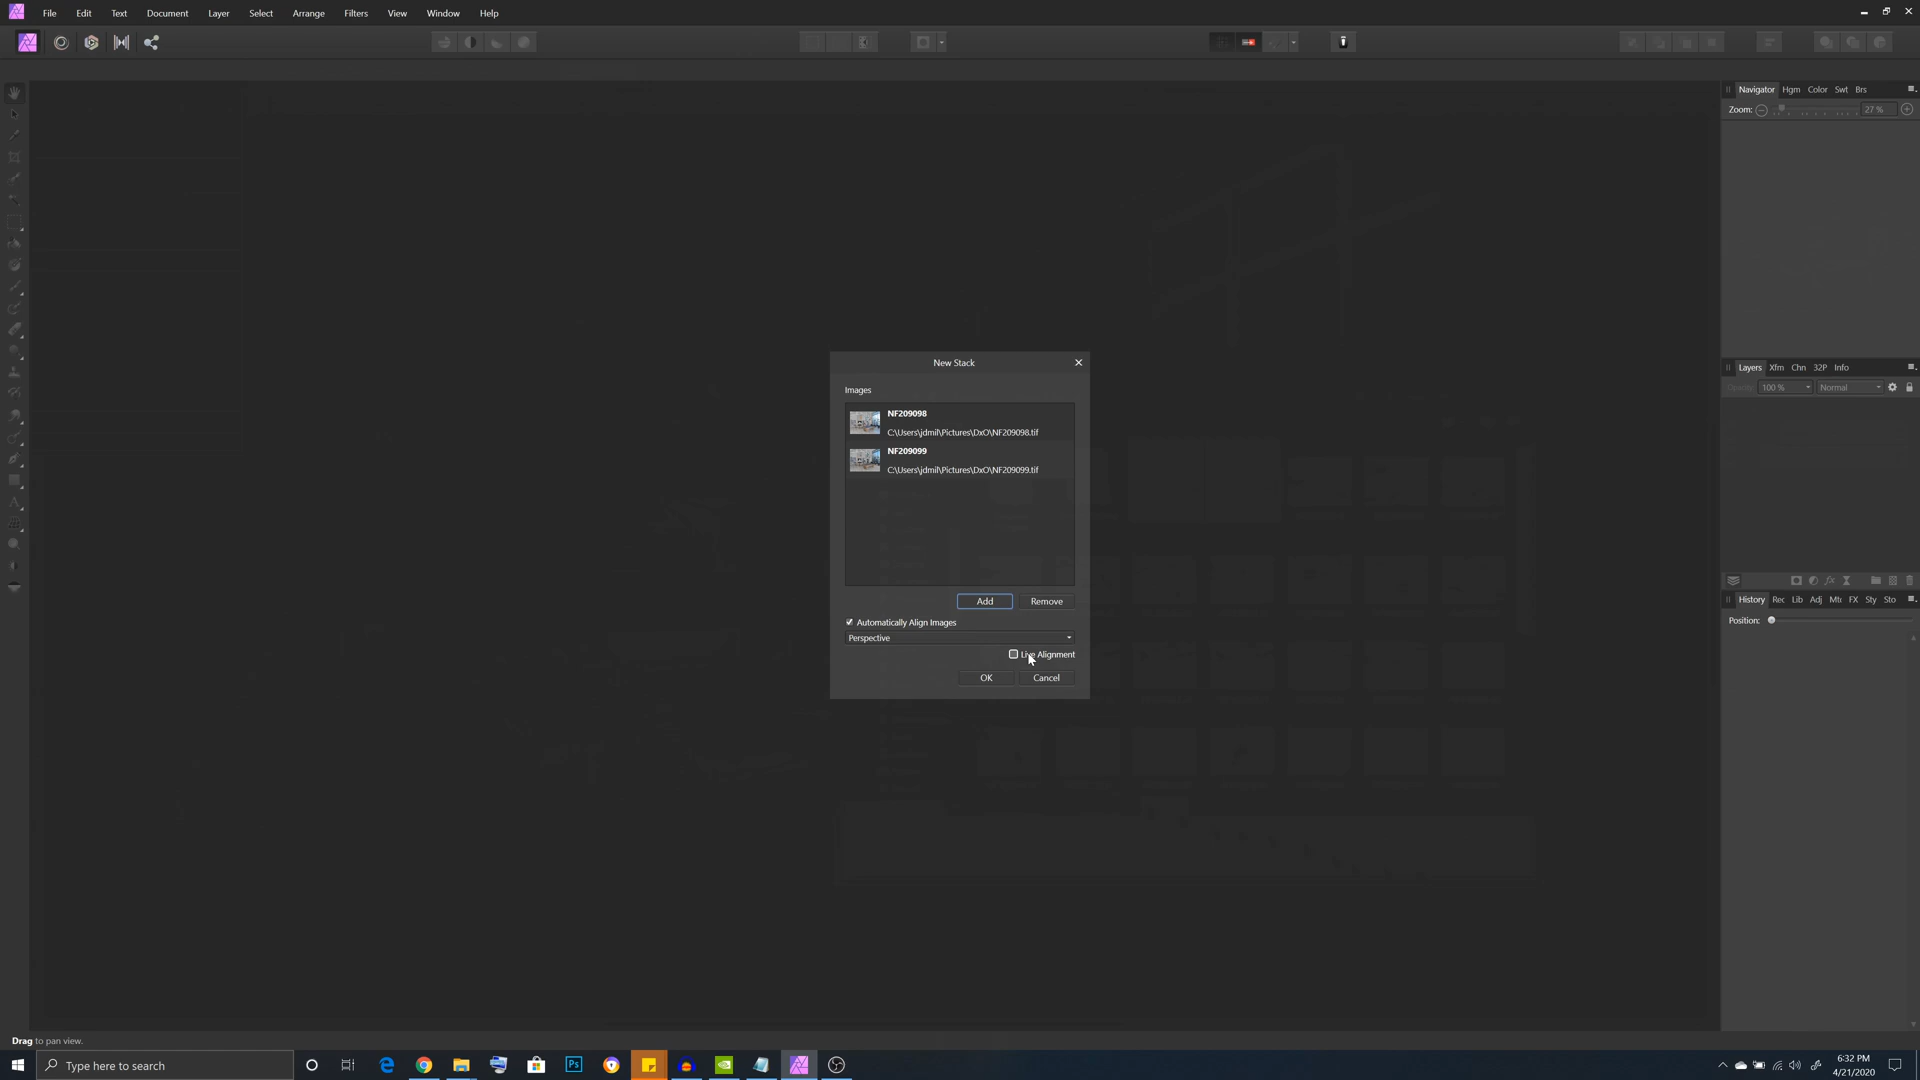 File Edit Text Document Layer Select Arrange Filters View Window Help
Navigator Hgm Color Swt Brs
Zoom: 27 %
New Stack
Images
NF209098
C:\Users\jdmil\Pictures\DxO\NF209098.tif
NF209099
C:\Users\jdmil\Pictures\DxO\NF209099.tif
Add Remove
Automatically Align Images
Perspective
Live Alignment
OK Cancel
Layers Xfm Chn 32P Info
Opacity: 100 % Normal
History Rec Lib Adj Mt FX Sty Sto
Position:
Drag to pan view.
Type here to search
Ps
6:32 PM
4/21/2020